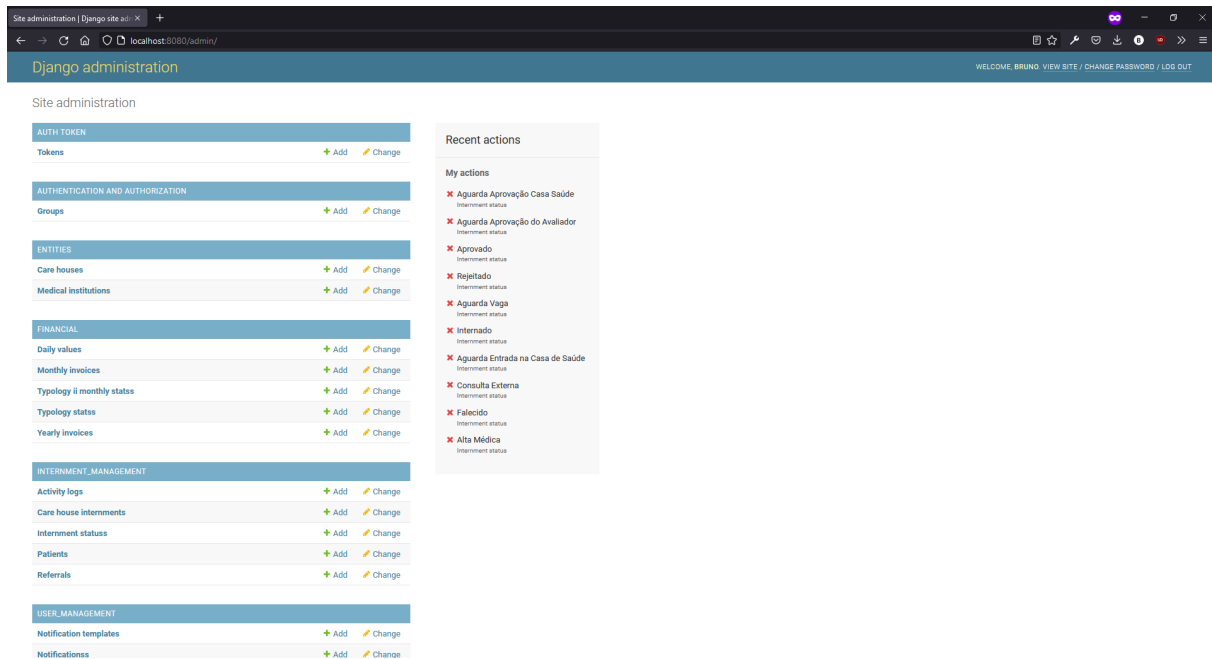 Site administration | Django site adm
localhost:8080/admin/
Django administration
WELCOME, BRUNO. VIEW SITE / CHANGE PASSWORD / LOG OUT
Site administration
AUTH TOKEN
Tokens + Add Change
AUTHENTICATION AND AUTHORIZATION
Groups + Add Change
ENTITIES
Care houses + Add Change
Medical institutions + Add Change
FINANCIAL
Daily values + Add Change
Monthly invoices + Add Change
Typology ii monthly statss + Add Change
Typology statss + Add Change
Yearly invoices + Add Change
INTERNMENT_MANAGEMENT
Activity logs + Add Change
Care house internments + Add Change
Internment statuss + Add Change
Patients + Add Change
Referrals + Add Change
USER_MANAGEMENT
Notification templates + Add Change
Notificationss + Add Change
Recent actions
My actions
Aguarda Aprovação Casa Saúde
Internment status
Aguarda Aprovação do Avaliador
Internment status
Aprovado
Internment status
Rejeitado
Internment status
Aguarda Vaga
Internment status
Internado
Internment status
Aguarda Entrada na Casa de Saúde
Internment status
Consulta Externa
Internment status
Falecido
Internment status
Alta Médica
Internment status